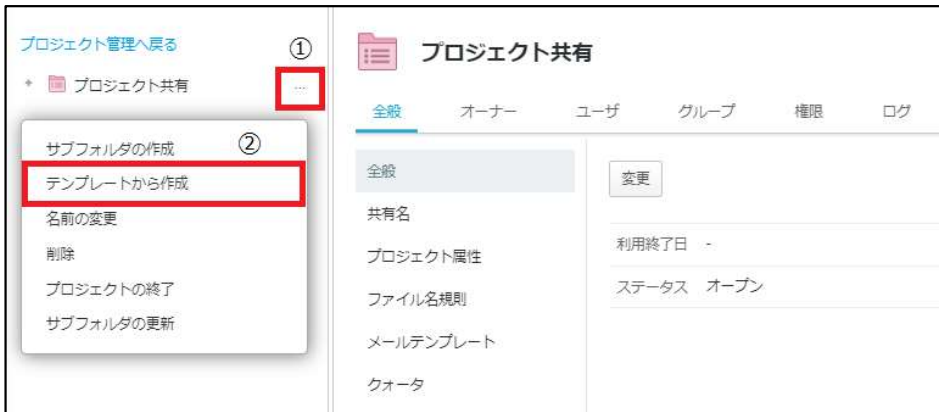 プロジェクト管理へ戻る
①
プロジェクト共有
...
②
サブフォルダの作成
テンプレートから作成
名前の変更
削除
プロジェクトの終了
サブフォルダの更新
プロジェクト共有
全般 オーナー ユーザ グループ 権限 ログ
全般
共有名
プロジェクト属性
ファイル名規則
メールテンプレート
クォータ
変更
利用終了日 -
ステータス オープン